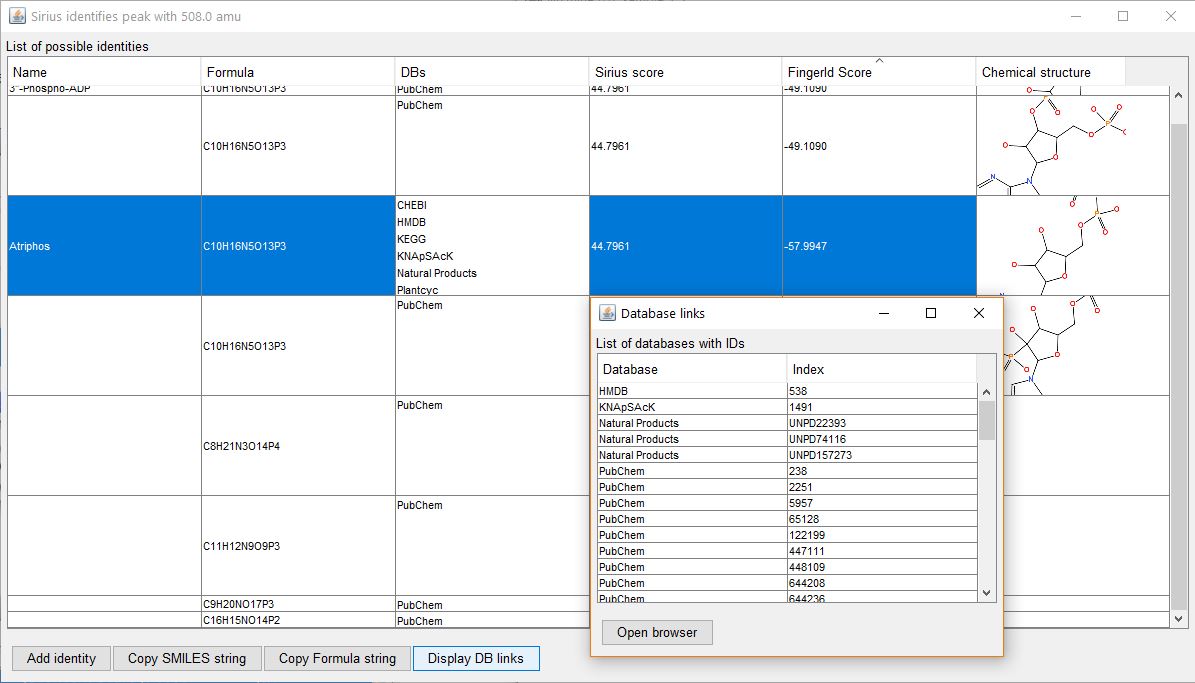 Sirius identifies peak with 508.0 amu
List of possible identities
Name Formula DBs Sirius score FingerId Score Chemical structure
3''-Phospho-ADP C10H16N5O13P3 PubChem 44.7961 -49.1090
PubChem
C10H16N5O13P3 44.7961 -49.1090
Atriphos C10H16N5O13P3 44.7961 -57.9947
CHEBI
HMDB
KEGG
KNApSAcK
Natural Products
Plantcyc
PubChem
C10H16N5O13P3
PubChem
C8H21N3O14P4
PubChem
C11H12N9O9P3
C9H20NO17P3 PubChem
C16H15NO14P2 PubChem
Add identity Copy SMILES string Copy Formula string Display DB links
Database links
List of databases with IDs
Database Index
HMDB 538
KNApSAcK 1491
Natural Products UNPD22393
Natural Products UNPD74116
Natural Products UNPD157273
PubChem 238
PubChem 2251
PubChem 5957
PubChem 65128
PubChem 122199
PubChem 447111
PubChem 448109
PubChem 644208
PubChem 644236
Open browser